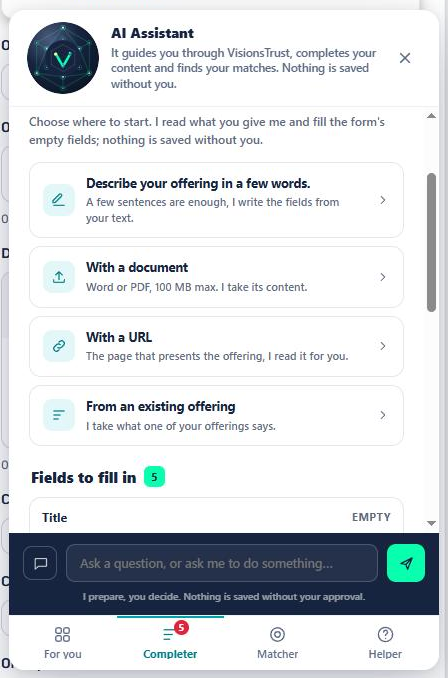 AI Assistant
It guides you through VisionsTrust, completes your
content and finds your matches. Nothing is saved
without you.
Choose where to start. I read what you give me and fill the form's
empty fields; nothing is saved without you.
Describe your offering in a few words.
A few sentences are enough, I write the fields from
your text.
With a document
Word or PDF, 100 MB max. I take its content.
With a URL
The page that presents the offering, I read it for you.
From an existing offering
I take what one of your offerings says.
Fields to fill in 5
Title EMPTY
Ask a question, or ask me to do something...
I prepare, you decide. Nothing is saved without your approval.
5
For you Completer Matcher Helper